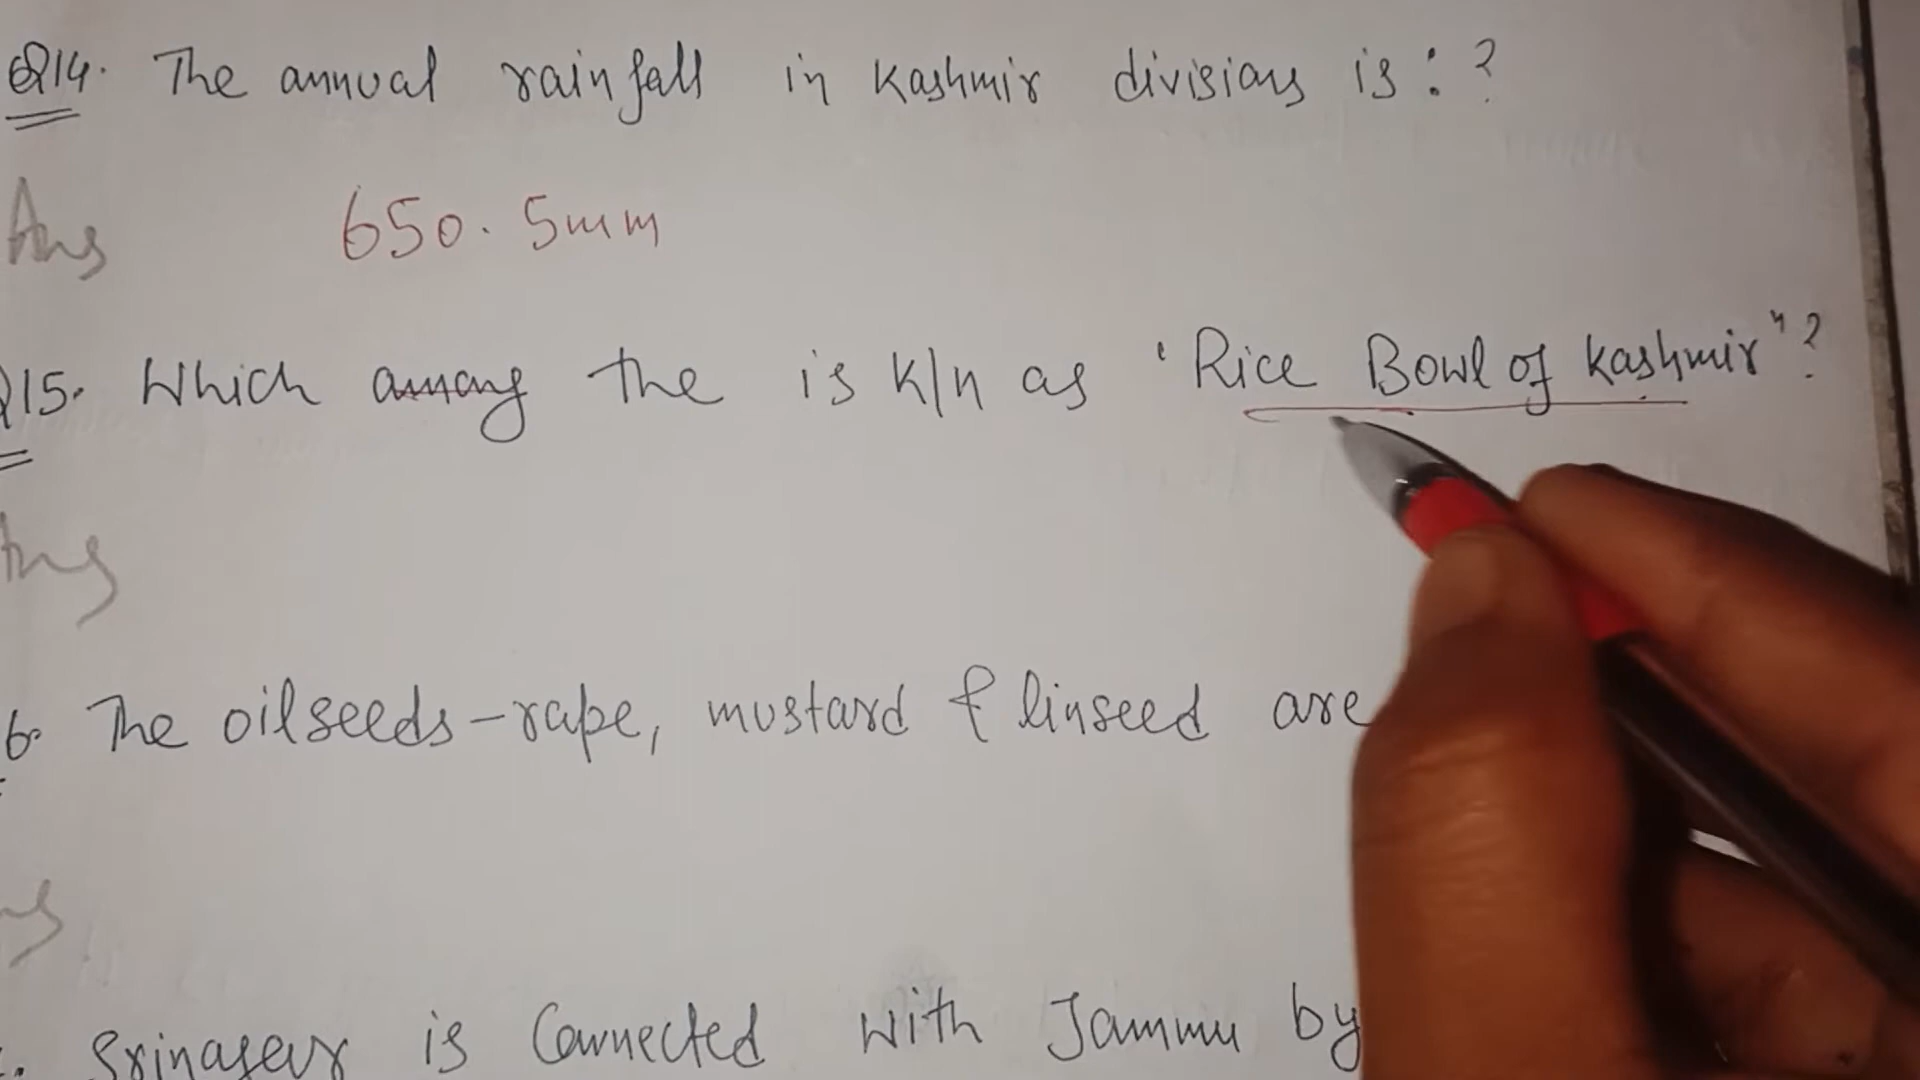 Q14. The annual rainfall in Kashmir divisions is : ?
Ans 650.5mm
Q15. Which among the is k/n as 'Rice Bowl of Kashmir"?
Ans
6. The oilseeds-rape, mustard & linseed are
Srinagar is Connected with Jammu by